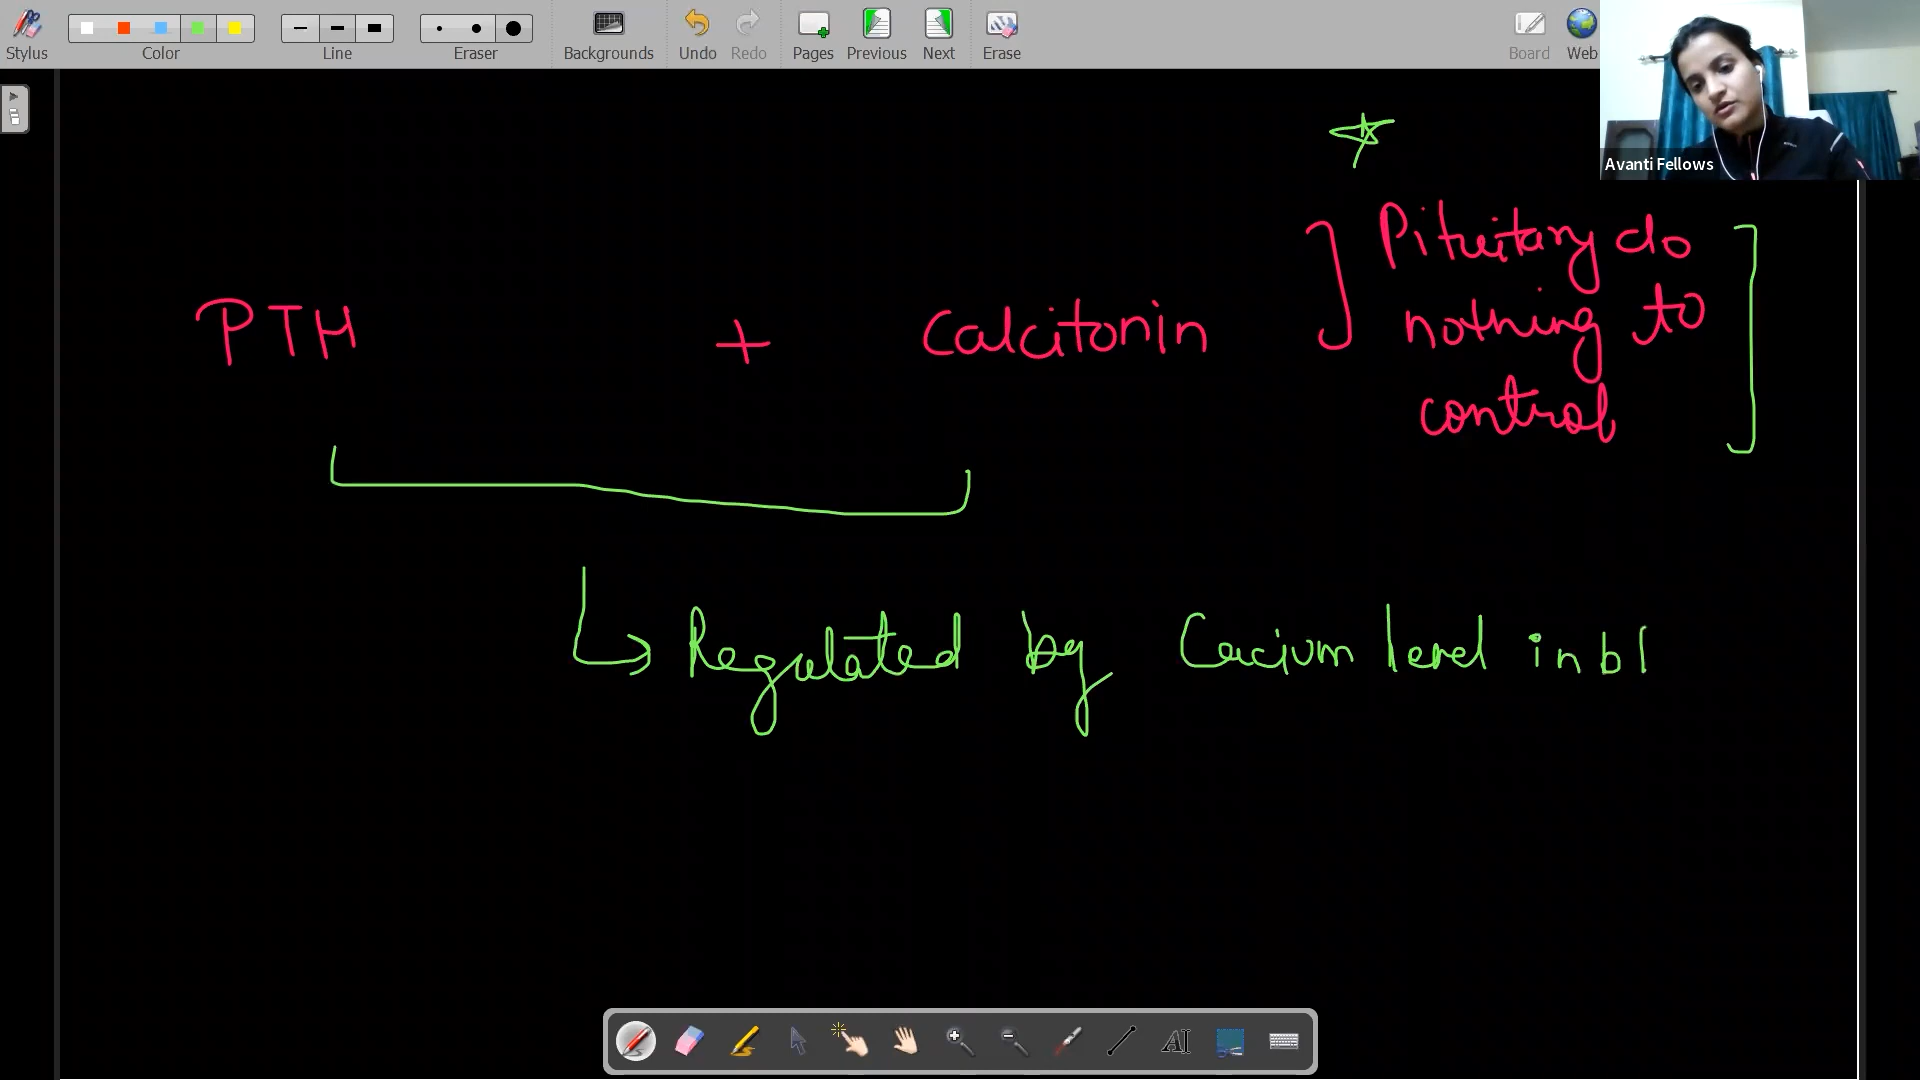 Stylus Color Line Eraser Backgrounds Undo Redo Pages Previous Next Erase Board Web
Avanti Fellows
PTH + Calcitonin
Pituitary do
nothing to
control
Regulated by Cacium level in bl